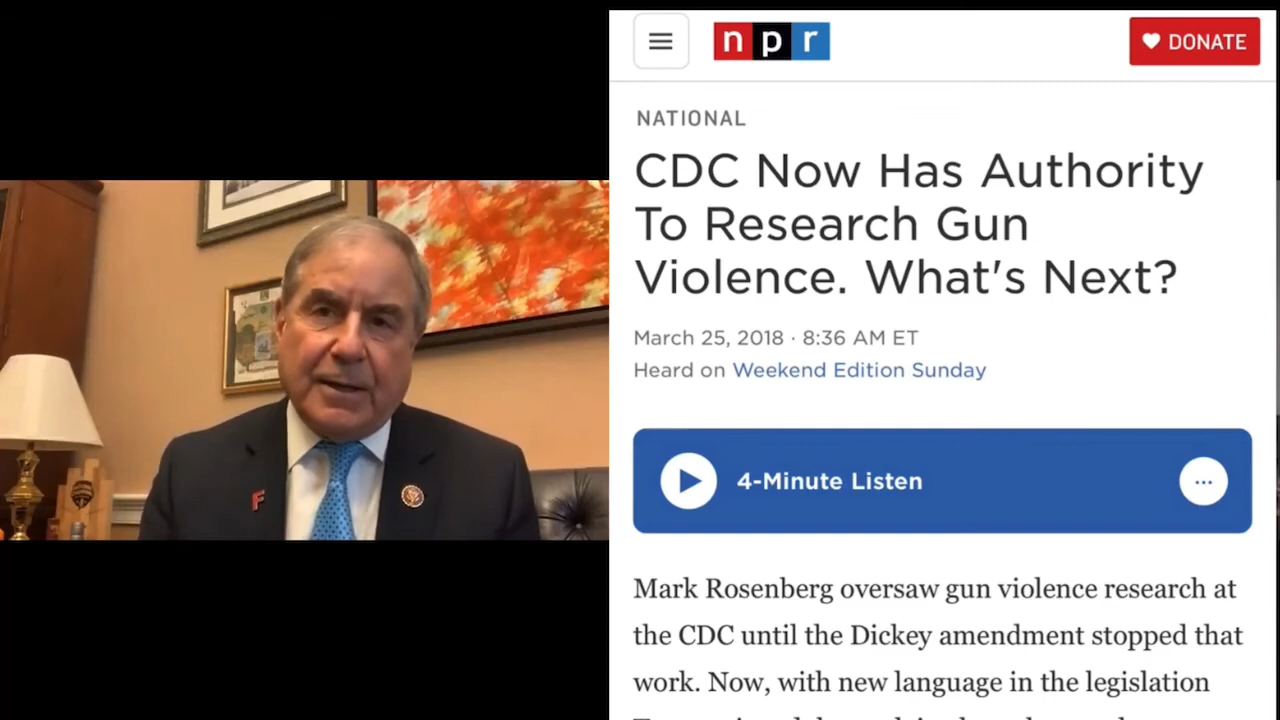 npr
DONATE
NATIONAL
CDC Now Has Authority
To Research Gun
Violence. What's Next?
March 25, 2018 · 8:36 AM ET
Heard on Weekend Edition Sunday
4-Minute Listen
Mark Rosenberg oversaw gun violence research at
the CDC until the Dickey amendment stopped that
work. Now, with new language in the legislation
F